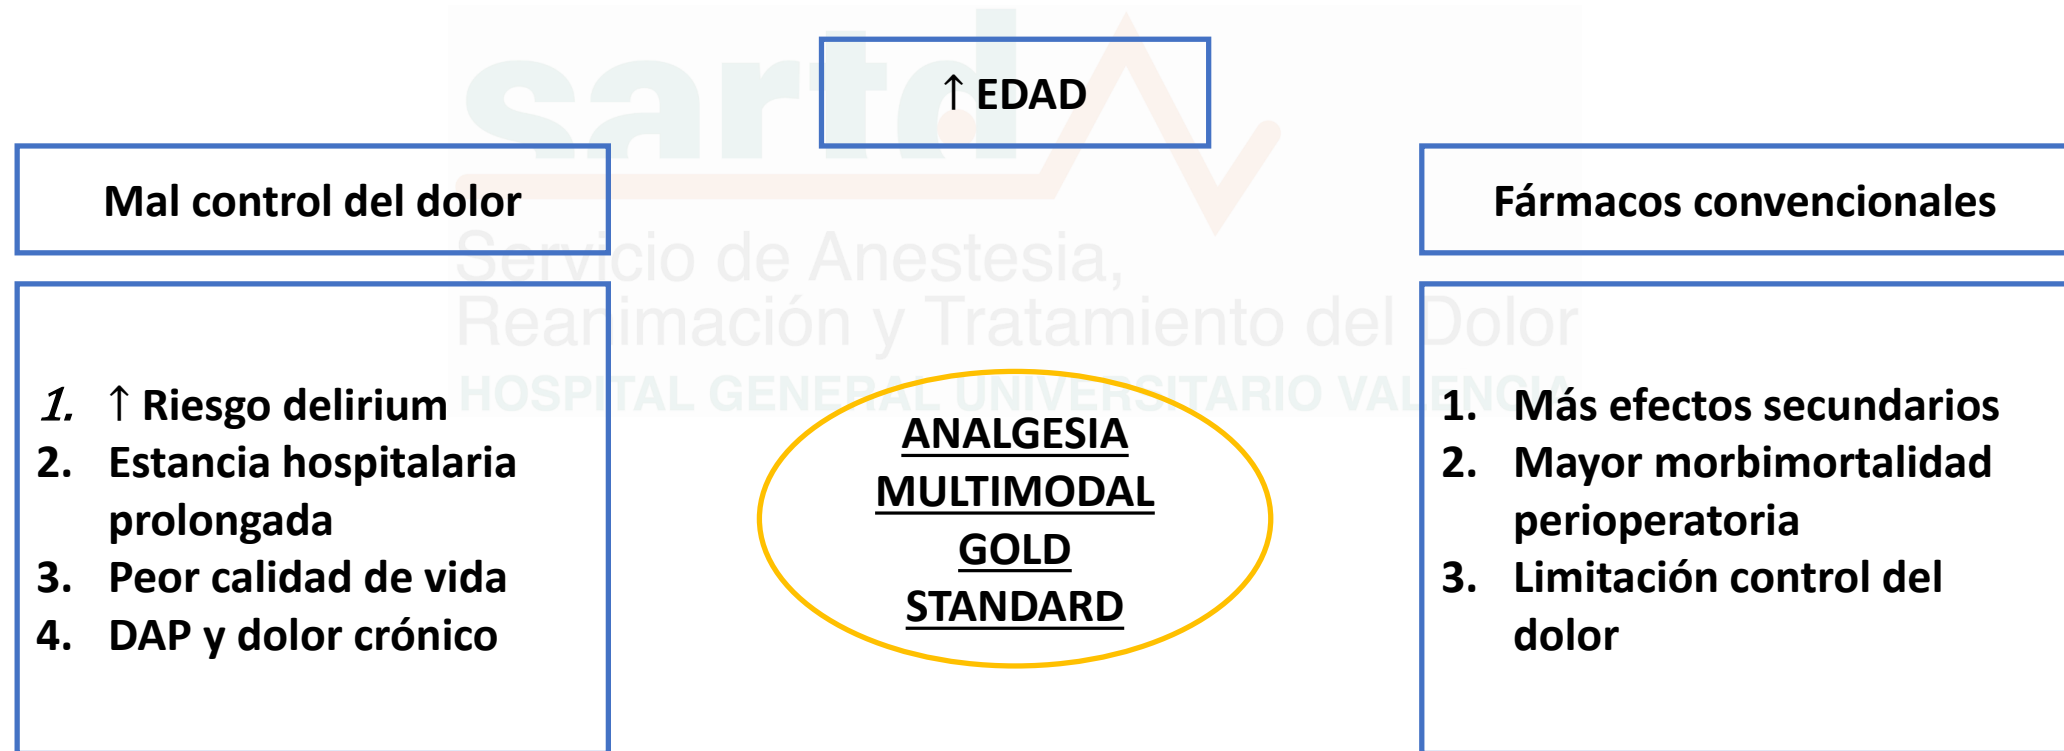 sartd
Servicio de Anestesia,
Reanimación y Tratamiento del Dolor
HOSPITAL GENERAL UNIVERSITARIO VALENCIA
↑ EDAD
Mal control del dolor
1. ↑ Riesgo delirium
2. Estancia hospitalaria
prolongada
3. Peor calidad de vida
4. DAP y dolor crónico
ANALGESIA
MULTIMODAL
GOLD
STANDARD
Fármacos convencionales
1. Más efectos secundarios
2. Mayor morbimortalidad
perioperatoria
3. Limitación control del
dolor